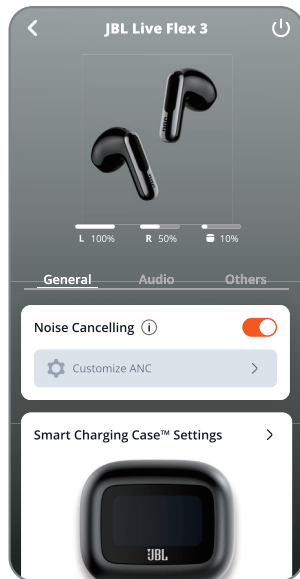 JBL Live Flex 3
L 100% R 50% 10%
General Audio Others
Noise Cancelling i
Customize ANC
Smart Charging Case™ Settings
JBL